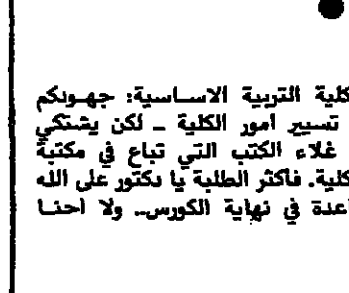 كلية التربية الاساسية: جهودكم
تسيير امور الكلية - لكن يشتكي
غلاء الكتب التي تباع في مكتبة
كلية. فأكثر الطلبة يا دكتور على الله
اعدة في نهاية الكورس.. ولا احنا